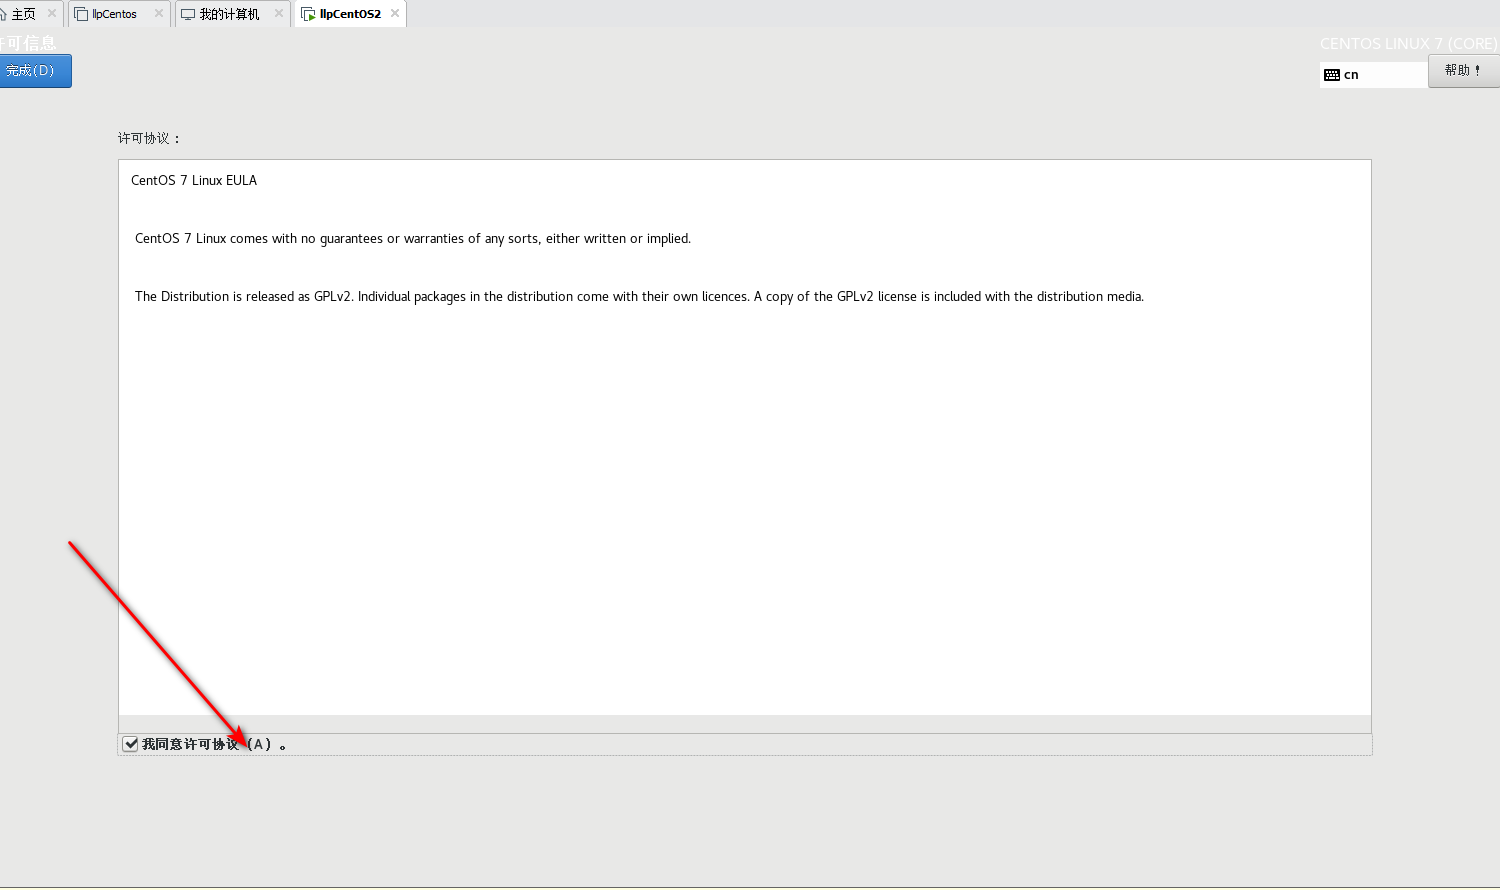 主页
llpCentos
我的计算机
llpCentOS2
许可信息
CENTOS LINUX 7 (CORE)
完成(D)
cn
帮助！
许可协议：
CentOS 7 Linux EULA
CentOS 7 Linux comes with no guarantees or warranties of any sorts, either written or implied.
The Distribution is released as GPLv2. Individual packages in the distribution come with their own licences. A copy of the GPLv2 license is included with the distribution media.
我同意许可协议（A）。